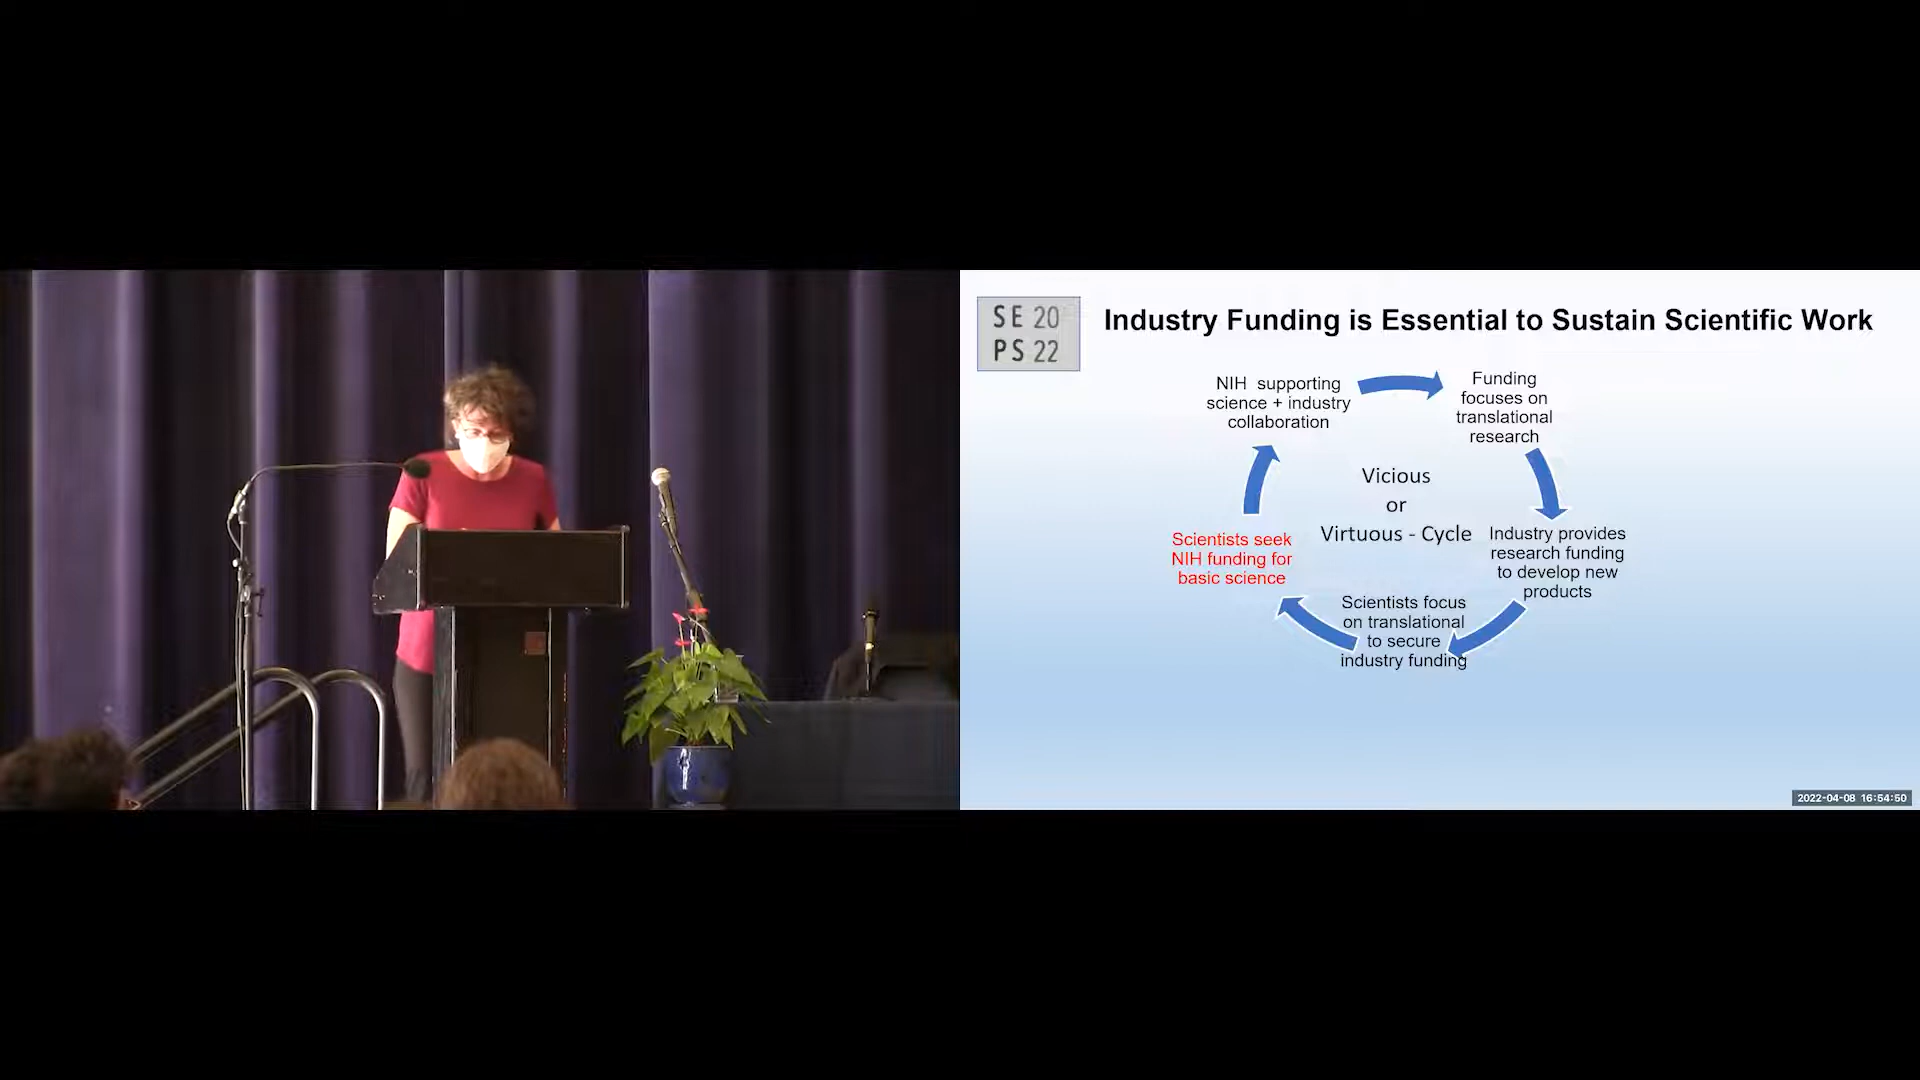 SE 20
PS 22
Industry Funding is Essential to Sustain Scientific Work
NIH supporting
science + industry
collaboration
Funding
focuses on
translational
research
Industry provides
research funding
to develop new
products
Scientists focus
on translational
to secure
industry funding
Scientists seek
NIH funding for
basic science
Vicious
or
Virtuous - Cycle
2022-04-08 16:54:50